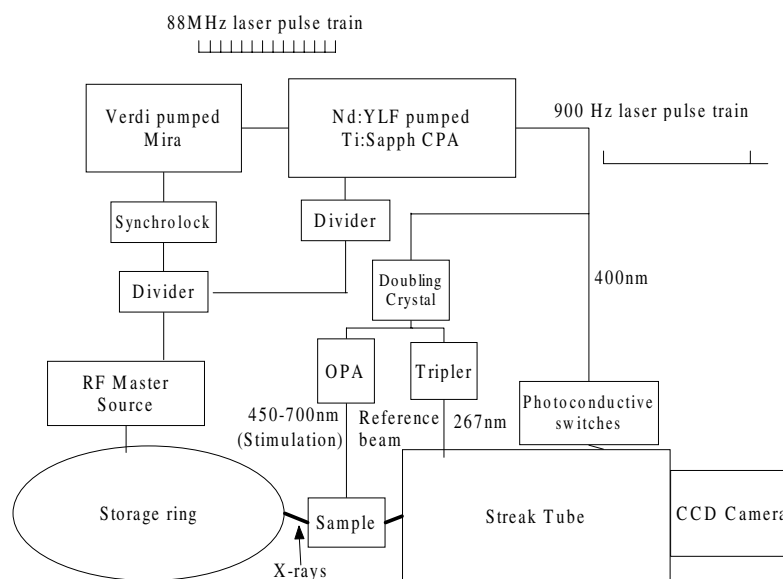 88MHz laser pulse train
Verdi pumped
Mira
Nd:YLF pumped
Ti:Sapph CPA
900 Hz laser pulse train
Synchrolock
Divider
Divider
Doubling
Crystal
400nm
RF Master
Source
OPA
Tripler
450-700nm
(Stimulation)
Reference
beam
267nm
Photoconductive
switches
Storage ring
Sample
Streak Tube
CCD Camera
X-rays